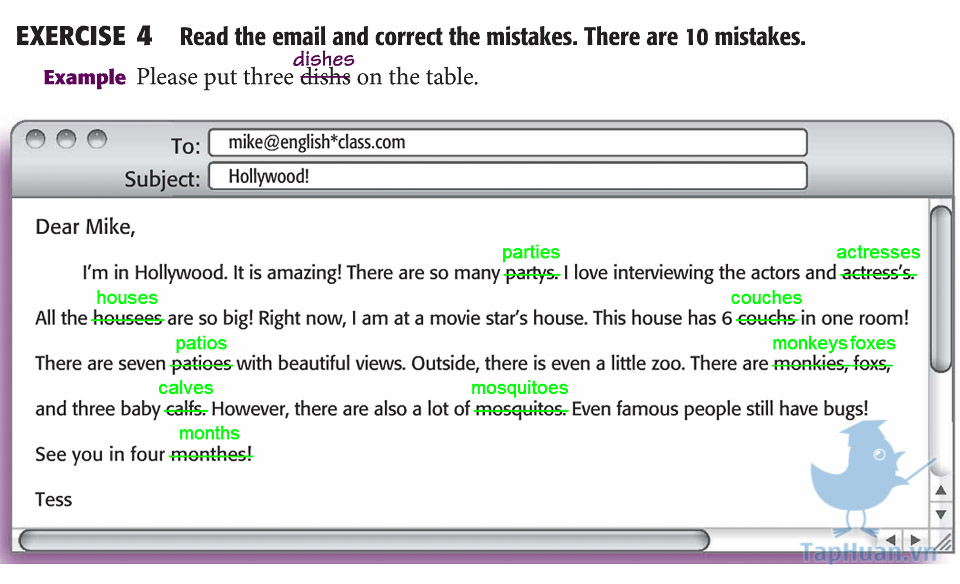 EXERCISE 4 Read the email and correct the mistakes. There are 10 mistakes.
dishes
Example Please put three dishs on the table.
To: mike@english*class.com
Subject: Hollywood!
Dear Mike,
parties actresses
I'm in Hollywood. It is amazing! There are so many partys. I love interviewing the actors and actress's.
houses couches
All the housees are so big! Right now, I am at a movie star's house. This house has 6 couchs in one room!
patios monkeys foxes
There are seven patioes with beautiful views. Outside, there is even a little zoo. There are monkies, foxs,
calves mosquitoes
and three baby calfs. However, there are also a lot of mosquitos. Even famous people still have bugs!
months
See you in four monthes!
Tess
TapHuan.vn